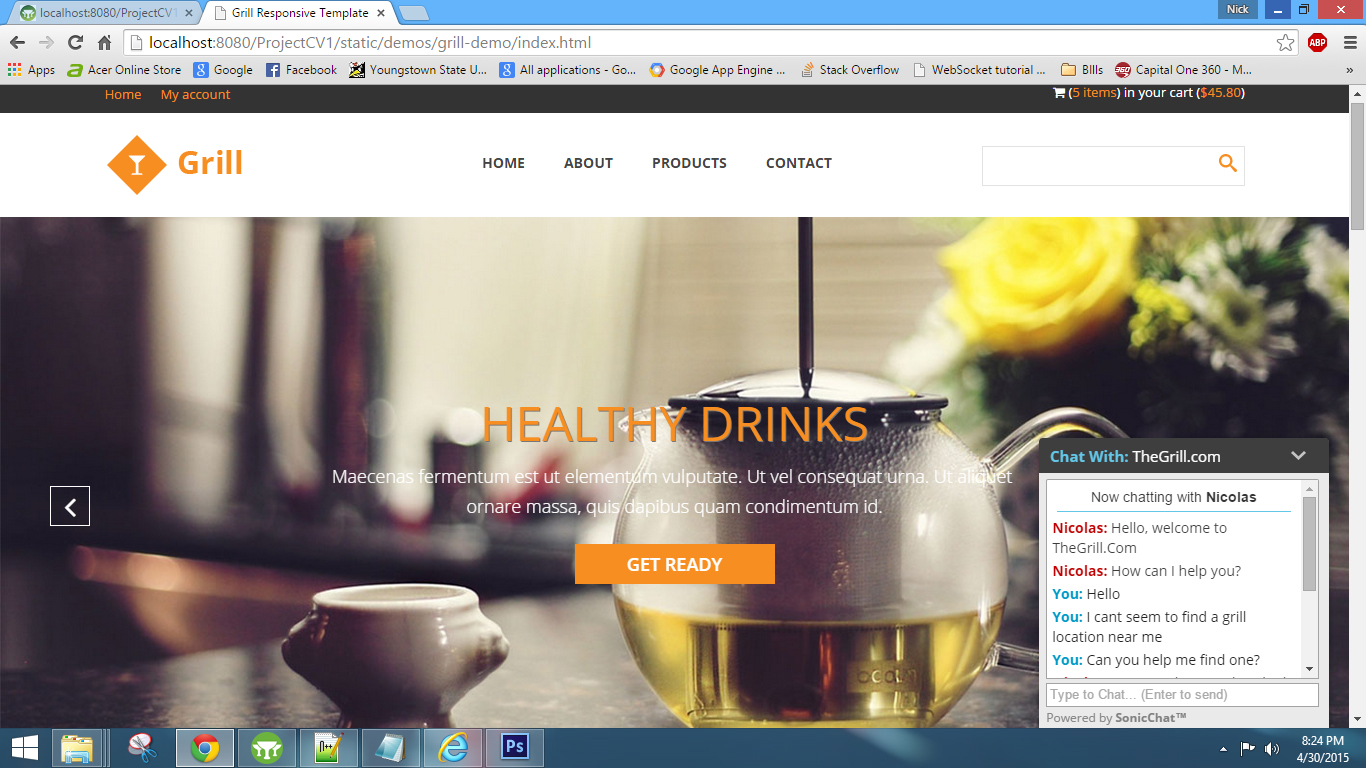 localhost:8080/ProjectCV1
Grill Responsive Template
Nick
localhost:8080/ProjectCV1/static/demos/grill-demo/index.html
ABP
Apps
Acer Online Store
Google
Facebook
Youngstown State U...
All applications - Go...
Google App Engine ...
Stack Overflow
WebSocket tutorial ...
BIlls
360
Capital One 360 - M...
»
Home My account
(5 items) in your cart ($45.80)
Grill
HOME ABOUT PRODUCTS CONTACT
HEALTHY DRINKS
Maecenas fermentum est ut elementum vulputate. Ut vel consequat urna. Ut aliquet
ornare massa, quis dapibus quam condimentum id.
GET READY
Chat With: TheGrill.com
Now chatting with Nicolas
Nicolas: Hello, welcome to
TheGrill.Com
Nicolas: How can I help you?
You: Hello
You: I cant seem to find a grill
location near me
You: Can you help me find one?
Type to Chat... (Enter to send)
Powered by SonicChat™
Ps
8:24 PM
4/30/2015